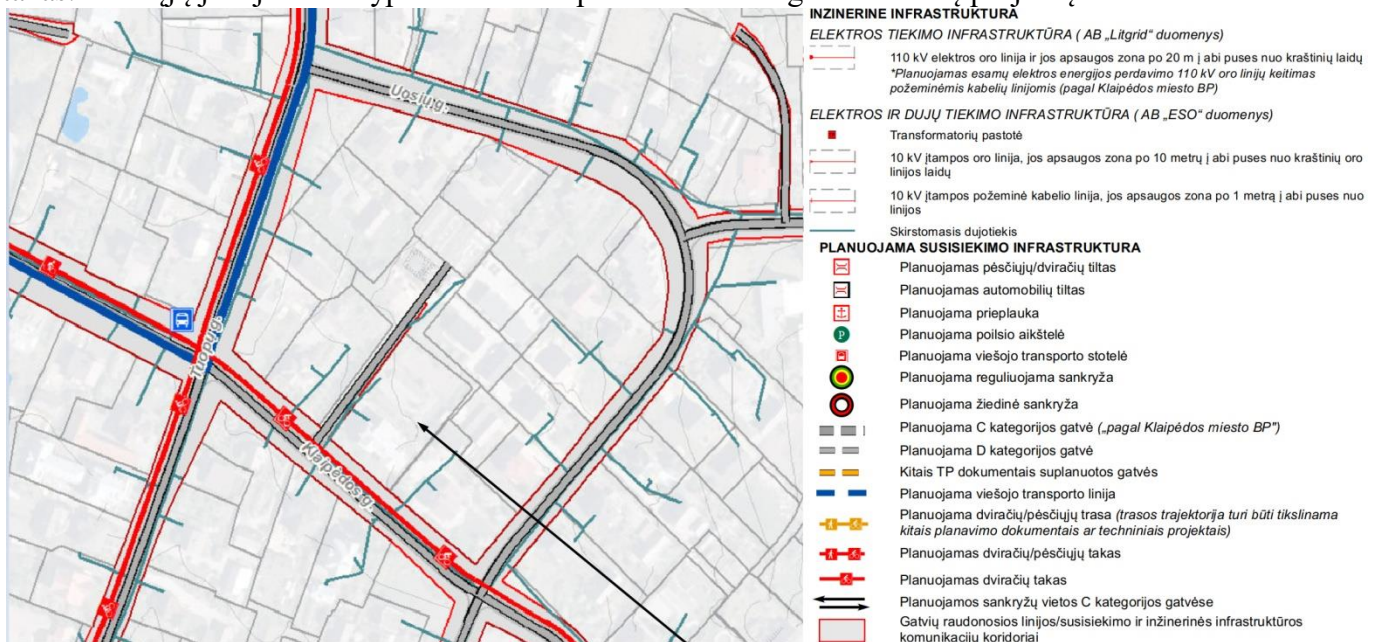 INZINERINE INFRASTRUKTŪRA
ELEKTROS TIEKIMO INFRASTRUKTŪRA ( AB „Litgrid“ duomenys)
110 kV elektros oro linija ir jos apsaugos zona po 20 m į abi puses nuo kraštinių laidų
*Planuojamas esamų elektros energijos perdavimo 110 kV oro linijų keitimas
požeminėmis kabelių linijomis (pagal Klaipėdos miesto BP)
ELEKTROS IR DUJŲ TIEKIMO INFRASTRUKTŪRA ( AB „ESO“ duomenys)
Transformatorių pastotė
10 kV įtampos oro linija, jos apsaugos zona po 10 metrų į abi puses nuo kraštinių oro
linijos laidų
10 kV įtampos požeminė kabelio linija, jos apsaugos zona po 1 metrą į abi puses nuo
linijos
Skirstomasis dujotiekis
PLANUOJAMA SUSISIEKIMO INFRASTRUKTURA
Planuojamas pėsčiųjų/dviračių tiltas
Planuojamas automobilių tiltas
Planuojama prieplauka
P Planuojama poilsio aikštelė
Planuojama viešojo transporto stotelė
Planuojama reguliuojama sankryža
Planuojama žiedinė sankryža
Planuojama C kategorijos gatvė („pagal Klaipėdos miesto BP")
Planuojama D kategorijos gatvė
Kitais TP dokumentais suplanuotos gatvės
Planuojama viešojo transporto linija
Planuojama dviračių/pėsčiųjų trasa (trasos trajektorija turi būti tikslinama
kitais planavimo dokumentais ar techniniais projektais)
Planuojamas dviračių/pėsčiųjų takas
Planuojamas dviračių takas
Planuojamos sankryžų vietos C kategorijos gatvėse
Gatvių raudonosios linijos/susisiekimo ir inžinerinės infrastruktūros
komunikacijų koridoriai
Uosių g.
Tuopų g.
Klaipėdos g.